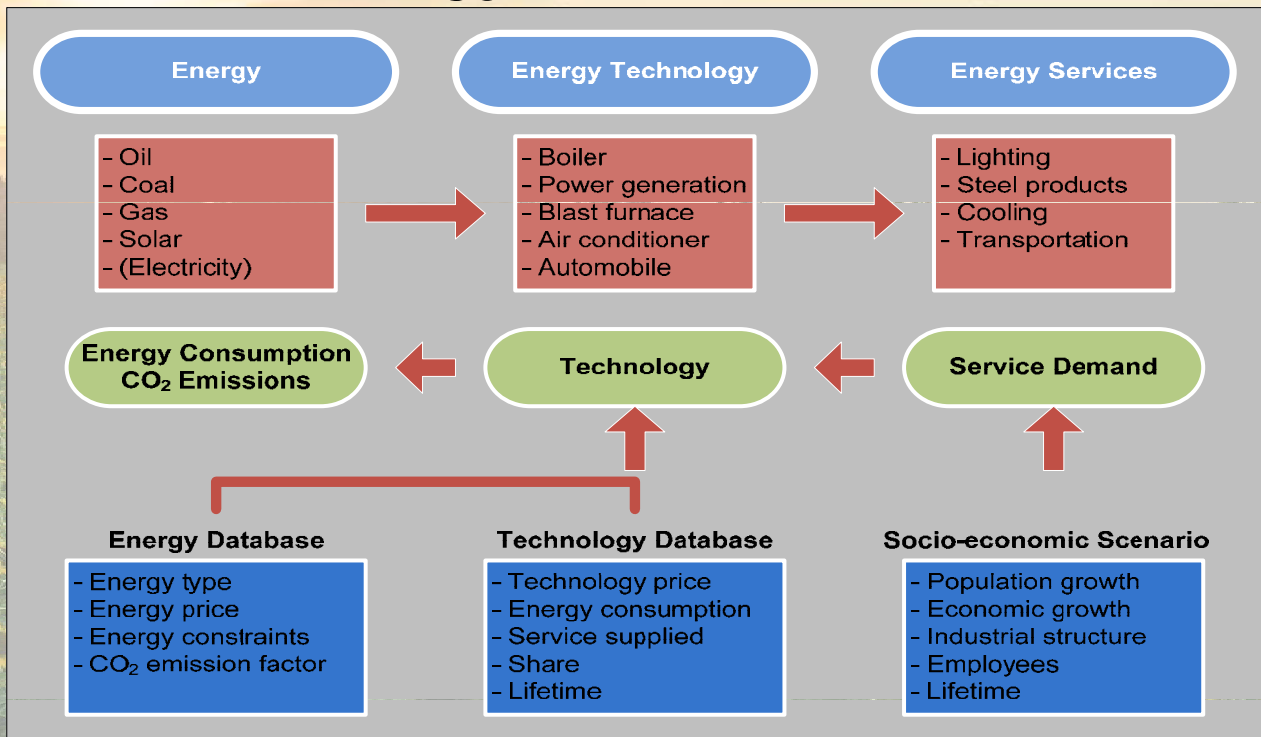 Energy
Energy Technology
Energy Services
- Oil
- Coal
- Gas
- Solar
- (Electricity)
- Boiler
- Power generation
- Blast furnace
- Air conditioner
- Automobile
- Lighting
- Steel products
- Cooling
- Transportation
Energy Consumption
CO₂ Emissions
Technology
Service Demand
Energy Database
- Energy type
- Energy price
- Energy constraints
- CO₂ emission factor
Technology Database
- Technology price
- Energy consumption
- Service supplied
- Share
- Lifetime
Socio-economic Scenario
- Population growth
- Economic growth
- Industrial structure
- Employees
- Lifetime